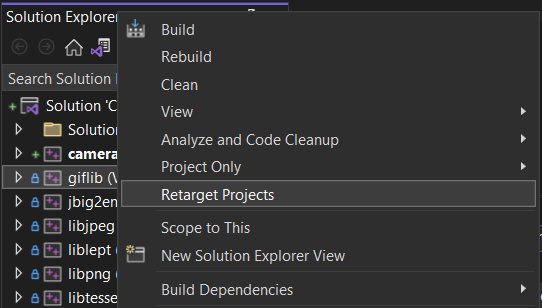 Solution Explorer
Search Solution
Solution 'C
Solution
camera
giflib (V
jbig2en
libjpeg
liblept (
libpng (
libtesse
Build
Rebuild
Clean
View
Analyze and Code Cleanup
Project Only
Retarget Projects
Scope to This
New Solution Explorer View
Build Dependencies